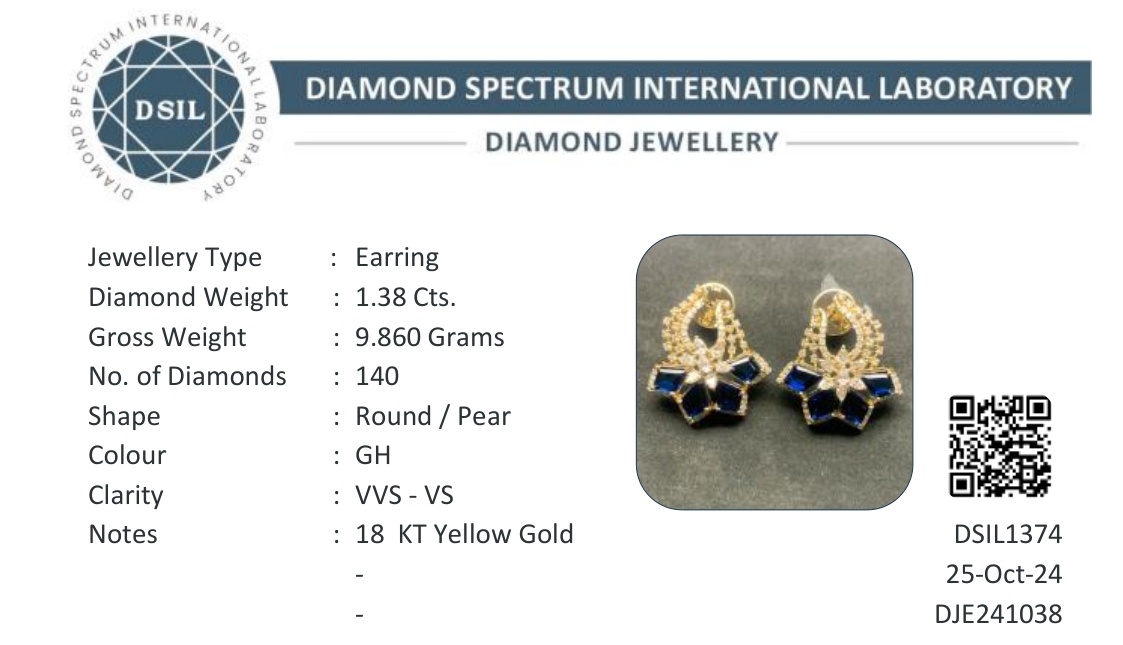 DIAMOND SPECTRUM INTERNATIONAL LABORATORY
DSIL
DIAMOND SPECTRUM INTERNATIONAL LABORATORY
DIAMOND JEWELLERY
Jewellery Type : Earring
Diamond Weight : 1.38 Cts.
Gross Weight : 9.860 Grams
No. of Diamonds : 140
Shape : Round / Pear
Colour : GH
Clarity : VVS - VS
Notes : 18 KT Yellow Gold
-
-
DSIL1374
25-Oct-24
DJE241038